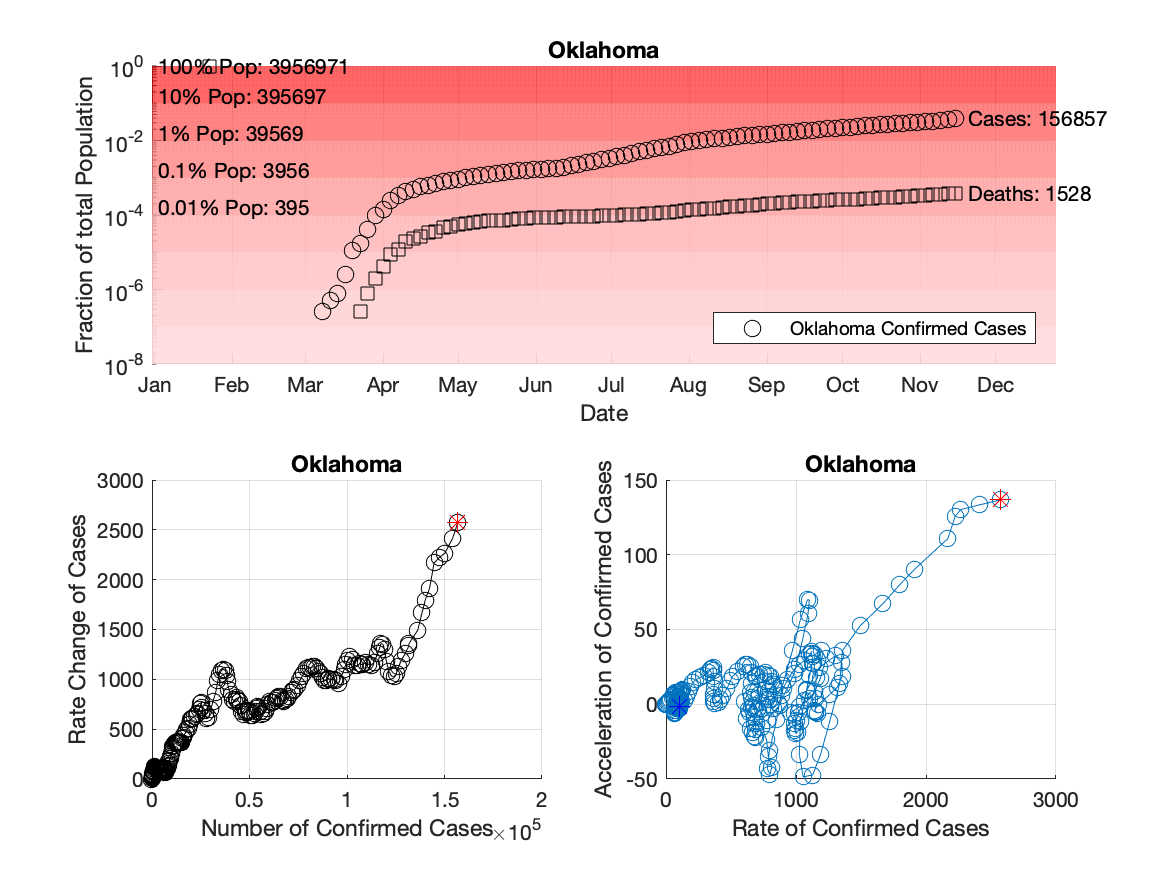 Oklahoma
10^0
10^-2
10^-4
10^-6
10^-8
Fraction of total Population
100% Pop: 3956971
10% Pop: 395697
1% Pop: 39569
0.1% Pop: 3956
0.01% Pop: 395
Cases: 156857
Deaths: 1528
Oklahoma Confirmed Cases
Jan Feb Mar Apr May Jun Jul Aug Sep Oct Nov Dec
Date
Oklahoma
3000
2500
2000
1500
1000
500
0
Rate Change of Cases
0 0.5 1 1.5 2
Number of Confirmed Cases ×10^5
Oklahoma
150
100
50
0
-50
Acceleration of Confirmed Cases
0 1000 2000 3000
Rate of Confirmed Cases